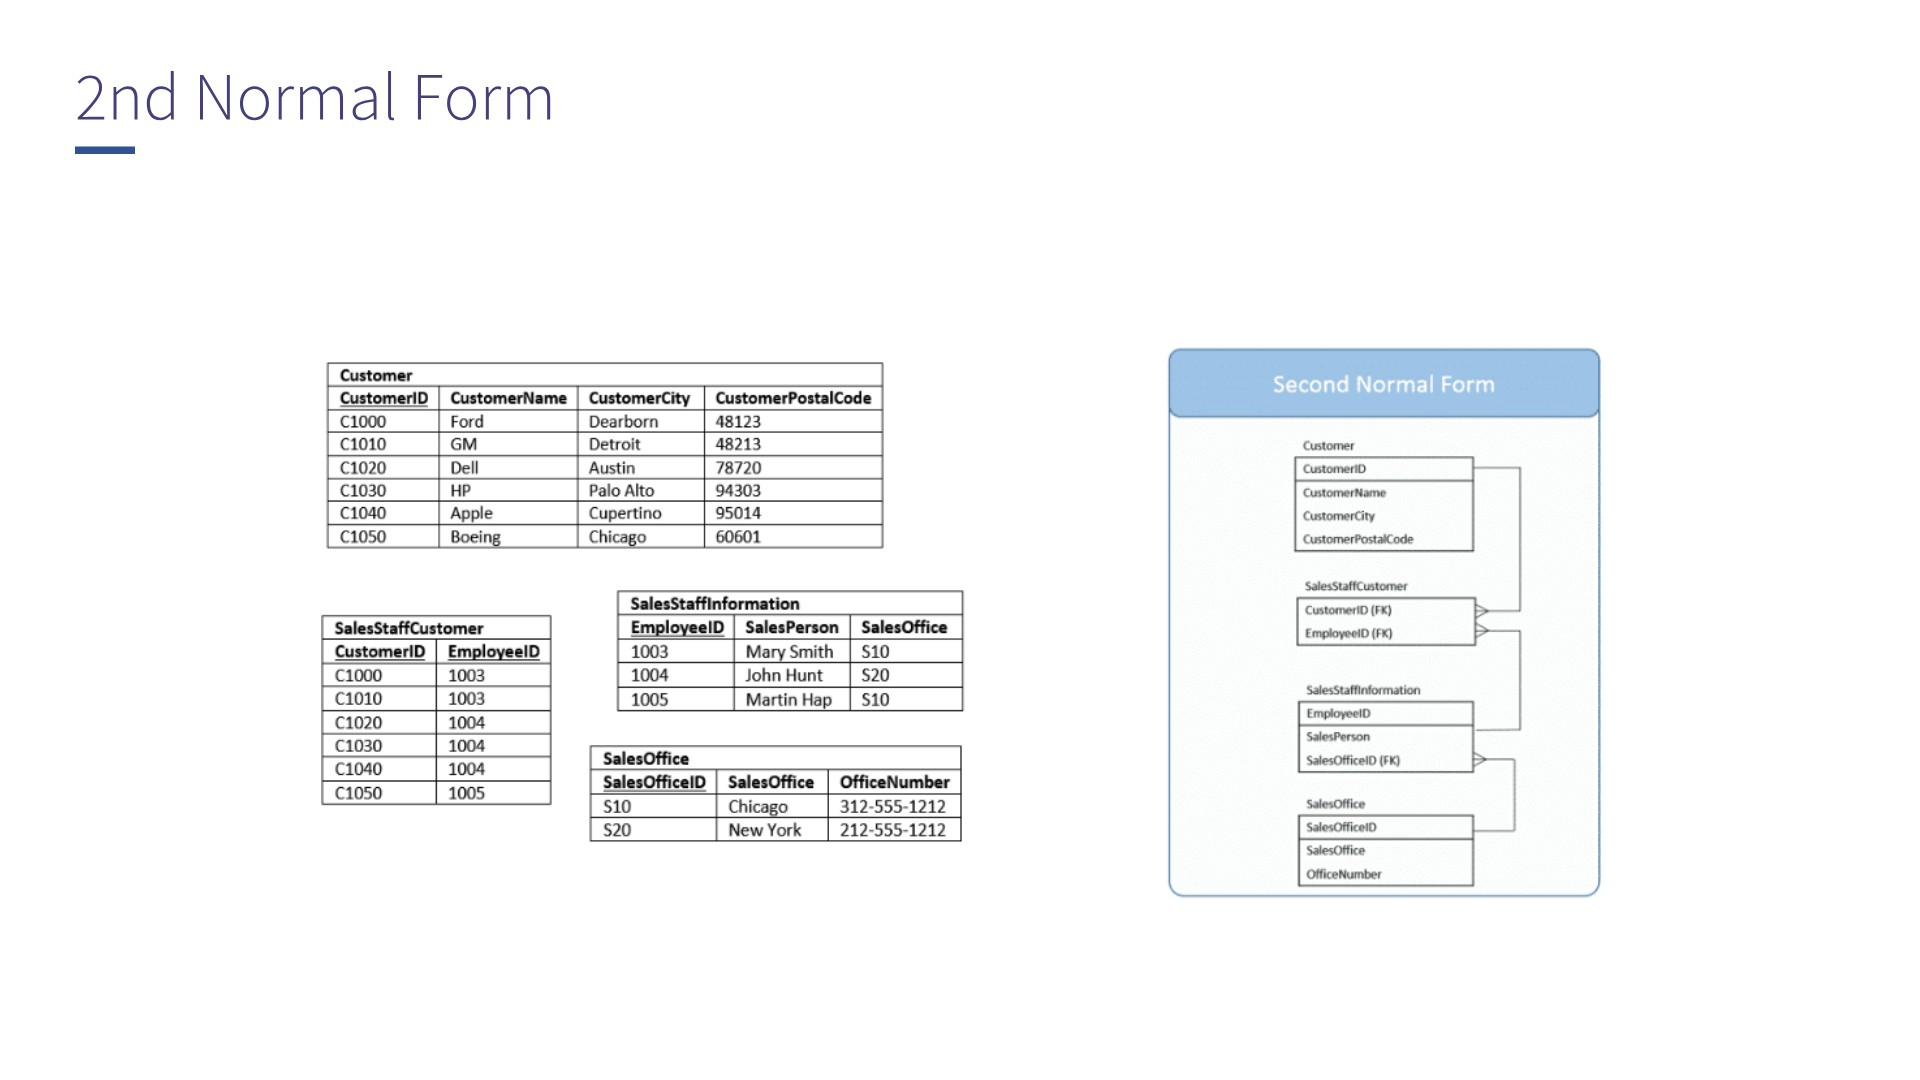 2nd Normal Form
Customer
CustomerID CustomerName CustomerCity CustomerPostalCode
C1000 Ford Dearborn 48123
C1010 GM Detroit 48213
C1020 Dell Austin 78720
C1030 HP Palo Alto 94303
C1040 Apple Cupertino 95014
C1050 Boeing Chicago 60601
SalesStaffCustomer
CustomerID EmployeeID
C1000 1003
C1010 1003
C1020 1004
C1030 1004
C1040 1004
C1050 1005
SalesStaffInformation
EmployeeID SalesPerson SalesOffice
1003 Mary Smith S10
1004 John Hunt S20
1005 Martin Hap S10
SalesOffice
SalesOfficeID SalesOffice OfficeNumber
S10 Chicago 312-555-1212
S20 New York 212-555-1212
Second Normal Form
Customer
CustomerID
CustomerName
CustomerCity
CustomerPostalCode
SalesStaffCustomer
CustomerID (FK)
EmployeeID (FK)
SalesStaffInformation
EmployeeID
SalesPerson
SalesOfficeID (FK)
SalesOffice
SalesOfficeID
SalesOffice
OfficeNumber